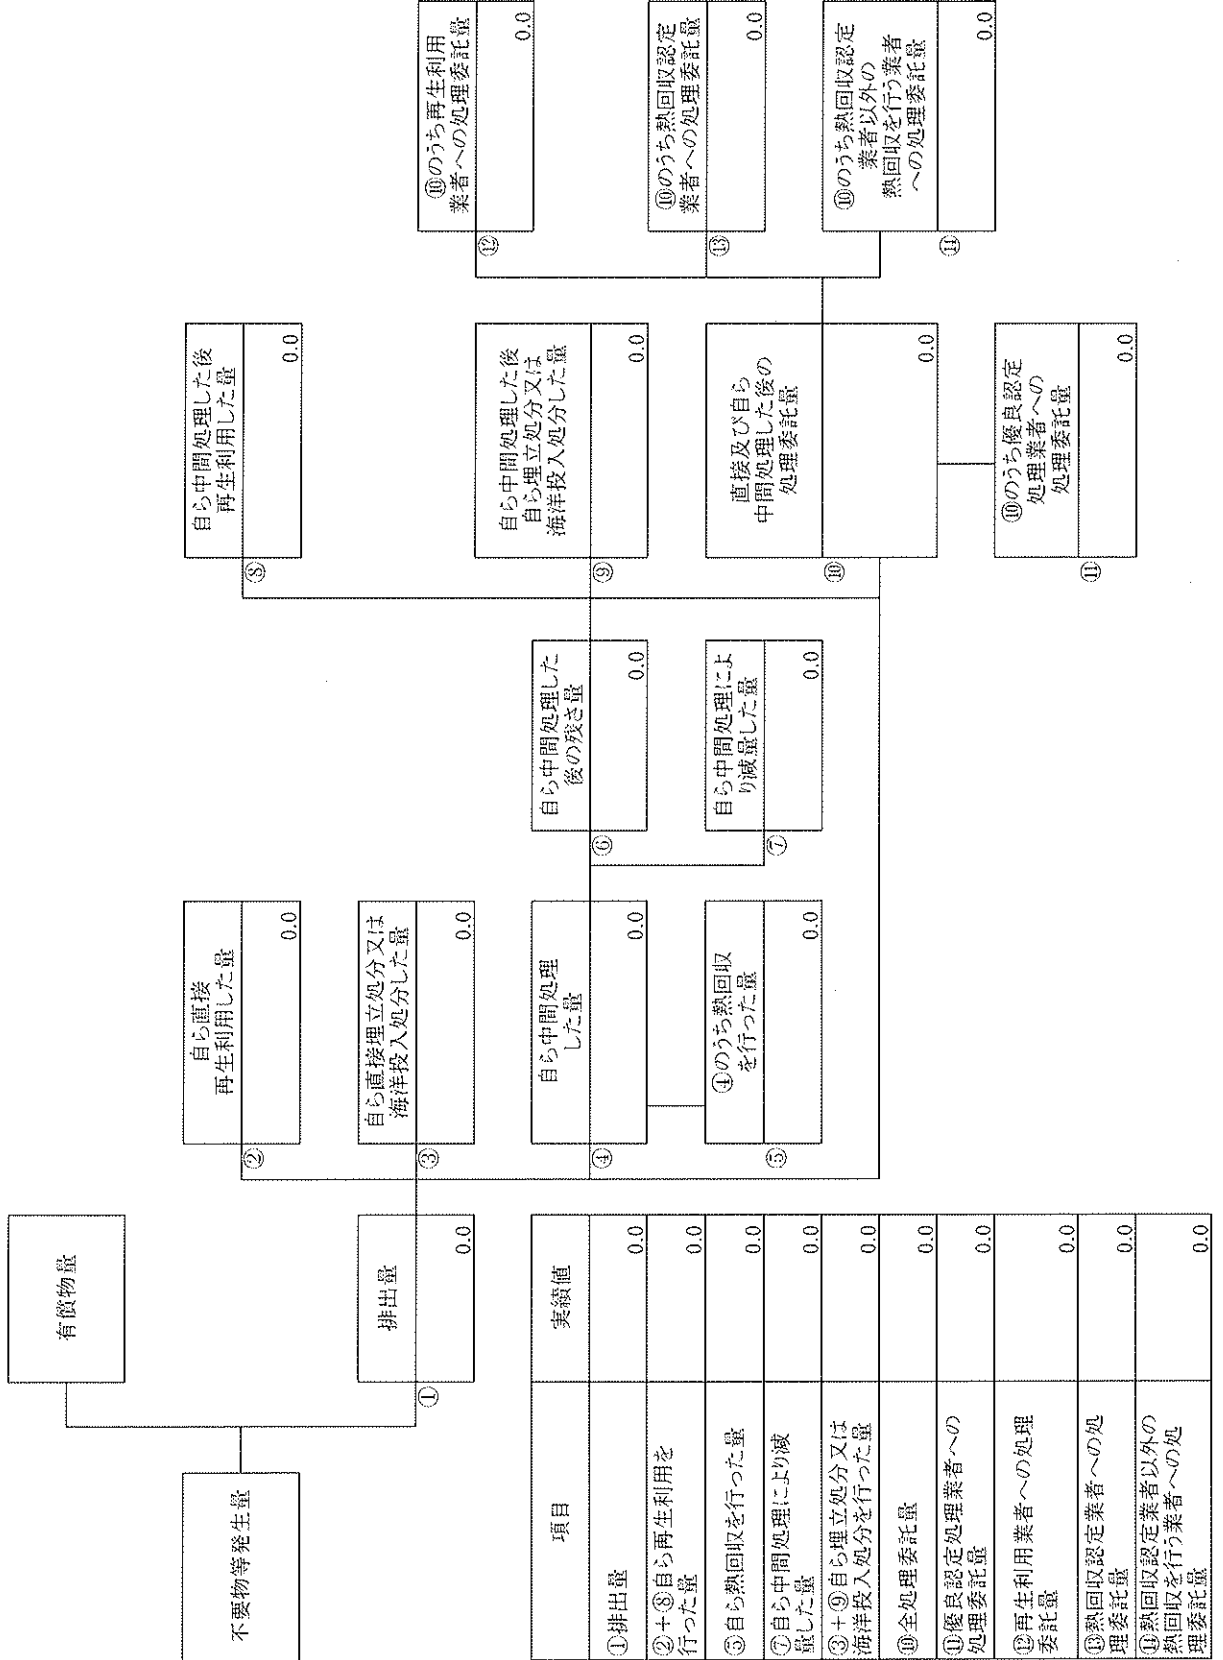 不要物等発生量
有償物量
排出量
①
0.0
自ら直接
再生利用した量
②
0.0
自ら直接埋立処分又は
海洋投入処分した量
③
0.0
自ら中間処理
した量
④
0.0
④のうち熱回収
を行った量
⑤
0.0
自ら中間処理した
後の残さ量
⑥
0.0
自ら中間処理によ
り減量した量
⑦
0.0
自ら中間処理した後
再生利用した量
⑧
0.0
自ら中間処理した後
自ら埋立処分又は
海洋投入処分した量
⑨
0.0
直接及び自ら
中間処理した後の
処理委託量
⑩
0.0
⑩のうち優良認定
処理業者への
処理委託量
⑪
0.0
⑩のうち再生利用
業者への処理委託量
⑫
0.0
⑩のうち熱回収認定
業者への処理委託量
⑬
0.0
⑩のうち熱回収認定
業者以外の
熱回収を行う業者
への処理委託量
⑭
0.0
項目 実績値
①排出量 0.0
②+⑧自ら再生利用を
行った量 0.0
⑤自ら熱回収を行った量 0.0
⑦自ら中間処理により減
量した量 0.0
③+⑨自ら埋立処分又は
海洋投入処分を行った量 0.0
⑩全処理委託量 0.0
⑪優良認定処理業者への
処理委託量 0.0
⑫再生利用業者への処理
委託量 0.0
⑬熱回収認定業者への処
理委託量 0.0
⑭熱回収認定業者以外の
熱回収を行う業者への処
理委託量 0.0